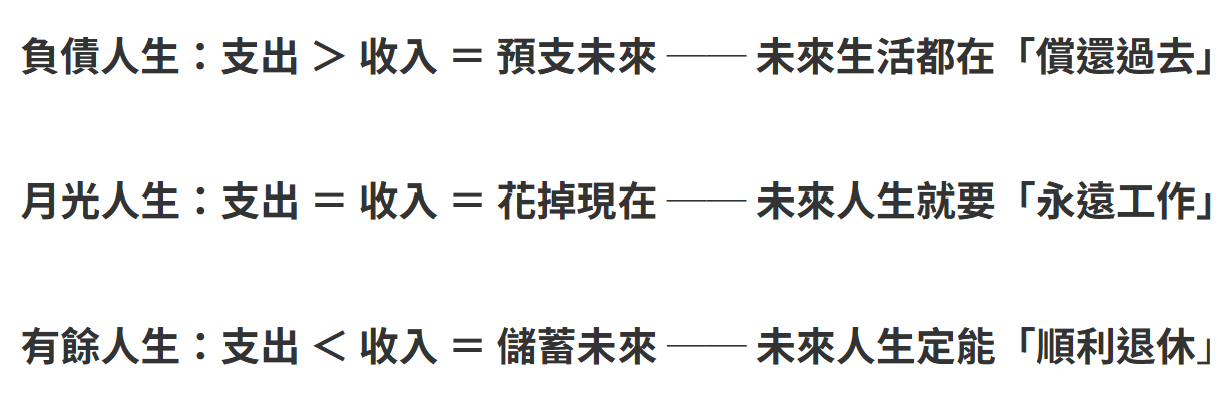 負債人生：支出 ＞ 收入 ＝ 預支未來 ─── 未來生活都在「償還過去」
月光人生：支出 ＝ 收入 ＝ 花掉現在 ─── 未來人生就要「永遠工作」
有餘人生：支出 ＜ 收入 ＝ 儲蓄未來 ─── 未來人生定能「順利退休」